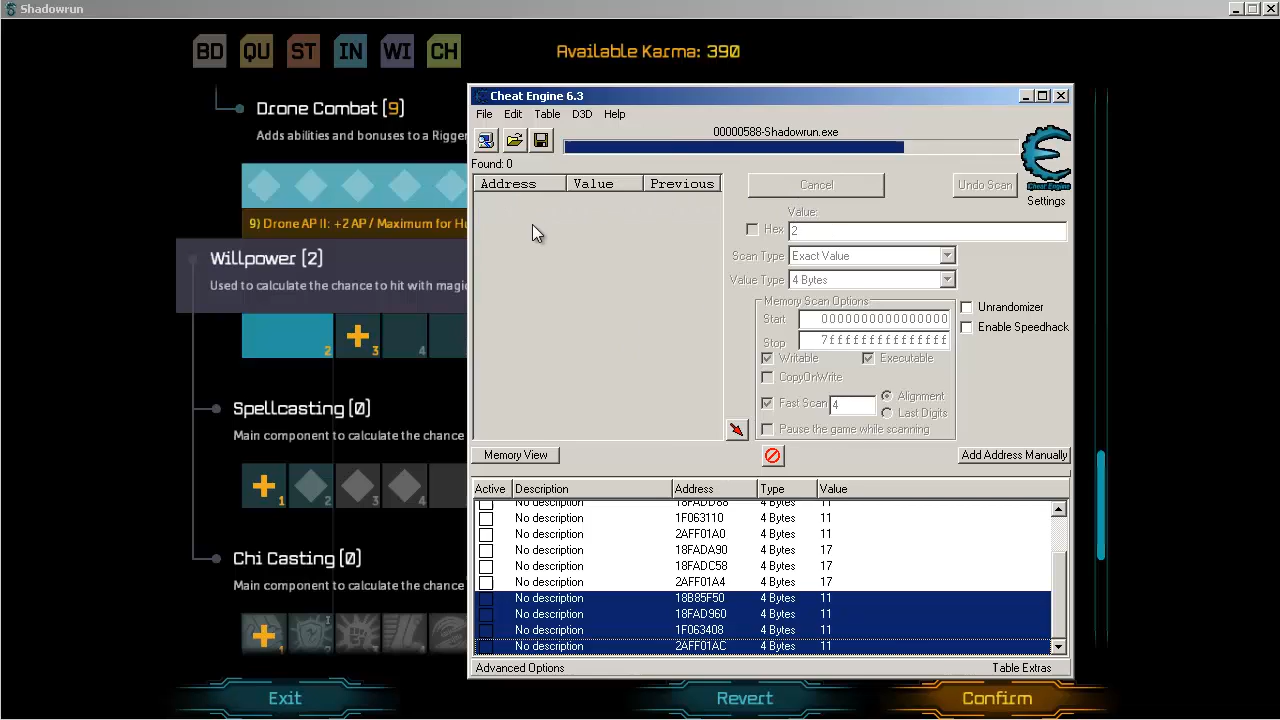 Shadowrun
BD QU ST IN WI CH
Available Karma: 390
Drone Combat (9)
Adds abilities and bonuses to a Rigger
9) Drone AP II: +2 AP / Maximum for Hu
Willpower (2)
Used to calculate the chance to hit with magic
2 3 4
Spellcasting (0)
Main component to calculate the chance
1 2 3 4
Chi Casting (0)
Main component to calculate the chance
1
Exit
Revert
Confirm
Cheat Engine 6.3
File Edit Table D3D Help
00000588-Shadowrun.exe
Cheat Engine
Settings
Found: 0
Address Value Previous
Cancel
Undo Scan
Value:
Hex 2
Scan Type Exact Value
Value Type 4 Bytes
Memory Scan Options
Start 0000000000000000
Stop 7fffffffffffffff
Writable Executable
CopyOnWrite
Fast Scan 4 Alignment
Last Digits
Pause the game while scanning
Unrandomizer
Enable Speedhack
Memory View
Add Address Manually
Active Description Address Type Value
No description 18FADD88 4 Bytes 11
No description 1F063110 4 Bytes 11
No description 2AFF01A0 4 Bytes 11
No description 18FADA90 4 Bytes 17
No description 18FADC58 4 Bytes 17
No description 2AFF01A4 4 Bytes 17
No description 18B85F50 4 Bytes 11
No description 18FAD960 4 Bytes 11
No description 1F063408 4 Bytes 11
No description 2AFF01AC 4 Bytes 11
Advanced Options
Table Extras